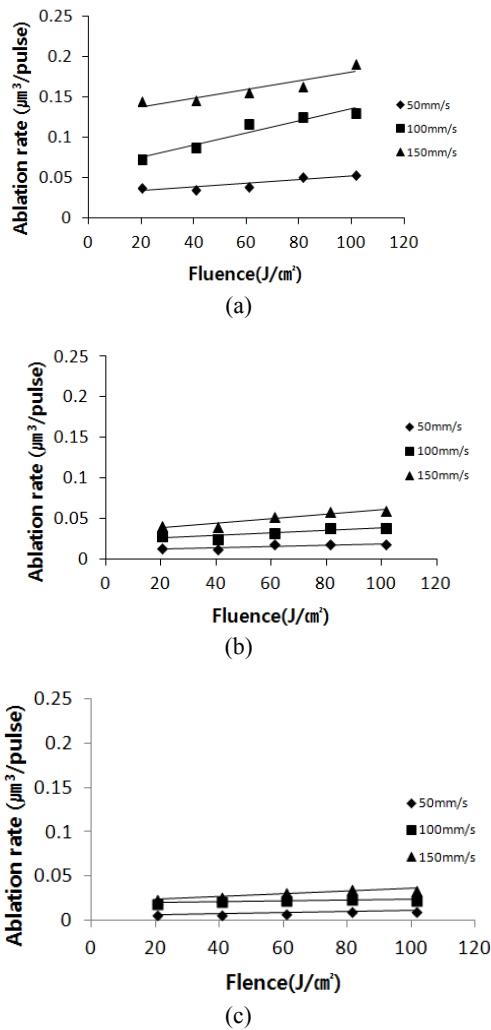 0.25
0.2
0.15
0.1
0.05
0
Ablation rate (㎛³/pulse)
50mm/s
100mm/s
150mm/s
0 20 40 60 80 100 120
Fluence(J/㎠)
(a)
0.25
0.2
0.15
0.1
0.05
0
Ablation rate (㎛³/pulse)
50mm/s
100mm/s
150mm/s
0 20 40 60 80 100 120
Fluence(J/㎠)
(b)
0.25
0.2
0.15
0.1
0.05
0
Ablation rate (㎛³/pulse)
50mm/s
100mm/s
150mm/s
0 20 40 60 80 100 120
Flence(J/㎠)
(c)